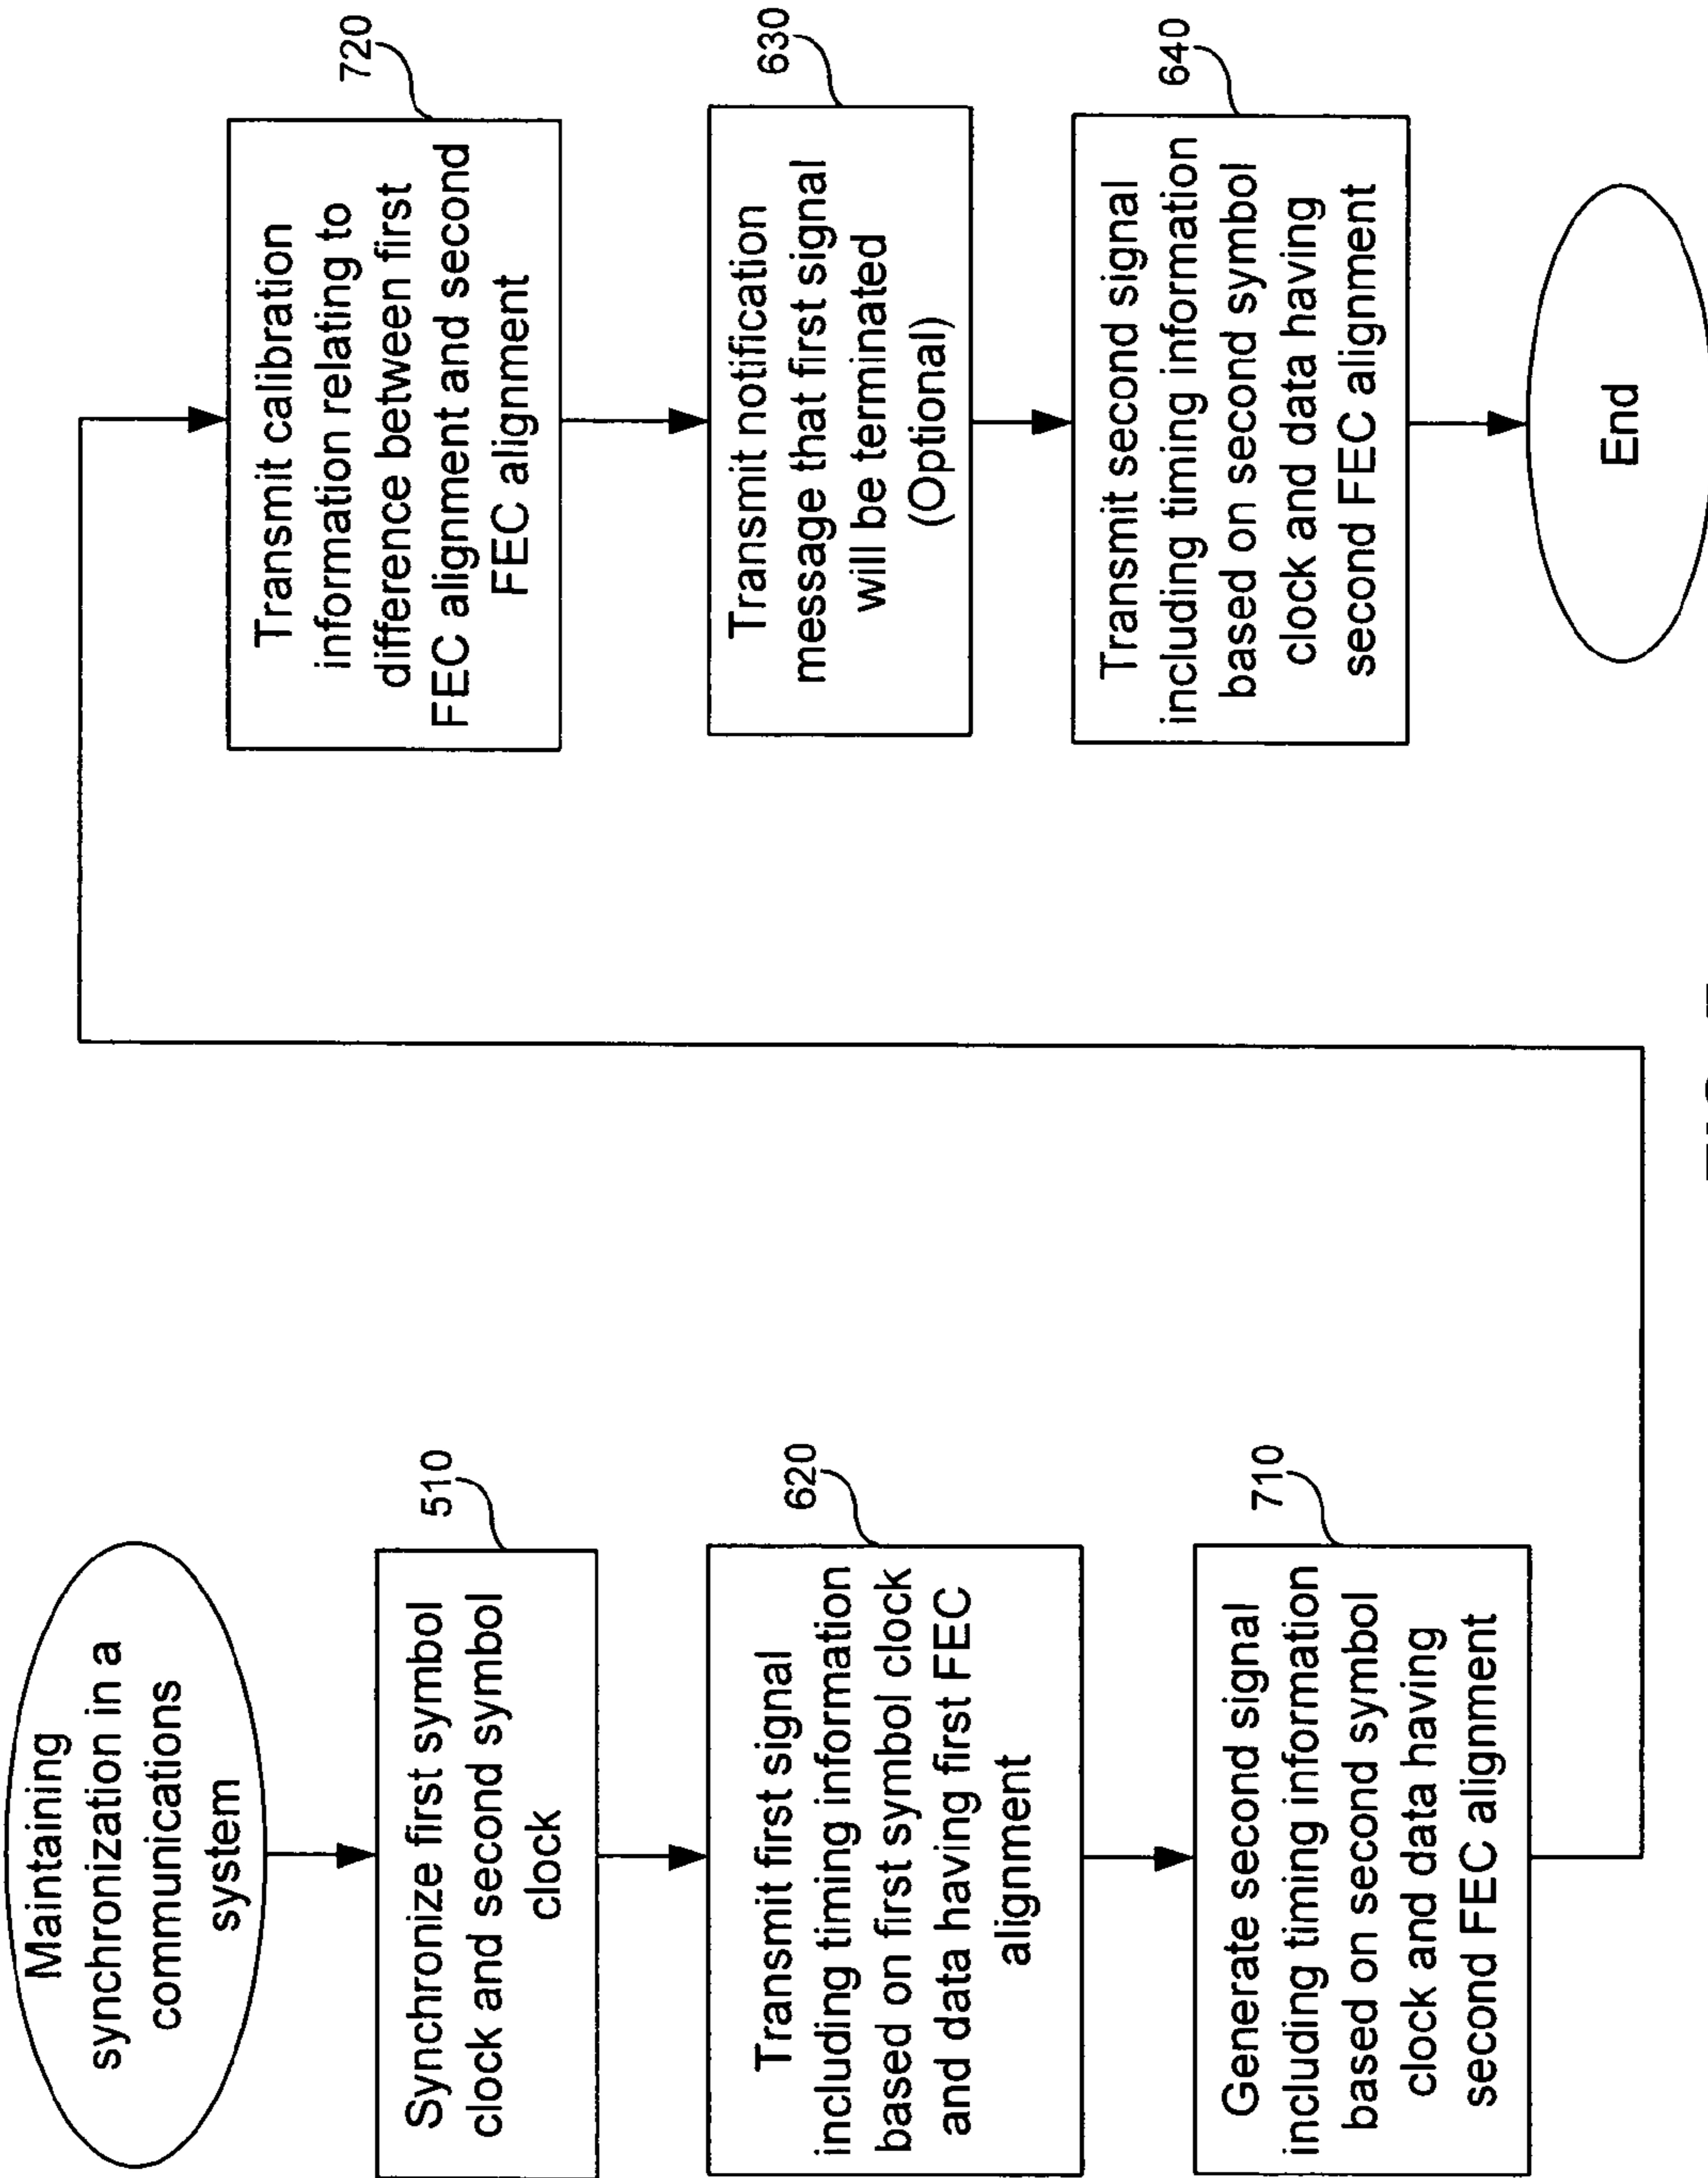 Maintaining
synchronization in a
communications
system
510
Synchronize first symbol
clock and second symbol
clock
620
Transmit first signal
including timing information
based on first symbol clock
and data having first FEC
alignment
710
Generate second signal
including timing information
based on second symbol
clock and data having
second FEC alignment
720
Transmit calibration
information relating to
difference between first
FEC alignment and second
FEC alignment
630
Transmit notification
message that first signal
will be terminated
(Optional)
640
Transmit second signal
including timing information
based on second symbol
clock and data having
second FEC alignment
End